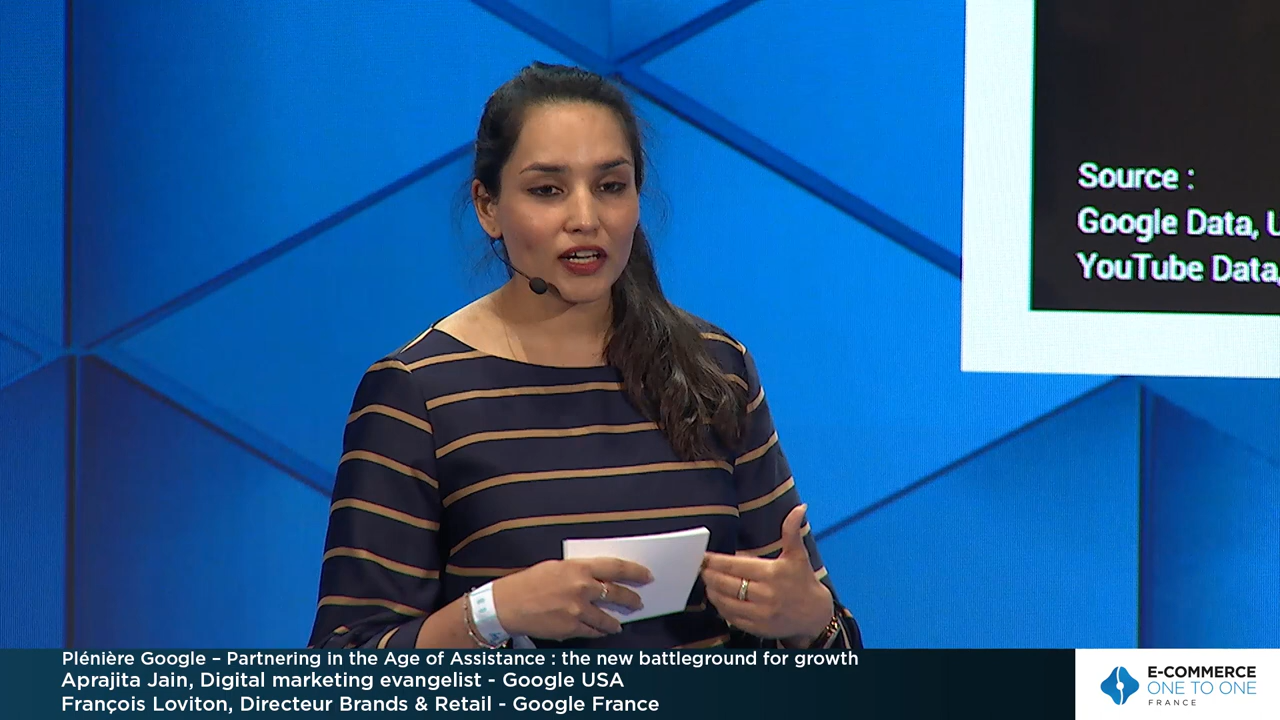 Source :
Google Data, U
YouTube Data,
Plénière Google – Partnering in the Age of Assistance : the new battleground for growth
Aprajita Jain, Digital marketing evangelist - Google USA
François Loviton, Directeur Brands & Retail - Google France
E-COMMERCE
ONE TO ONE
FRANCE